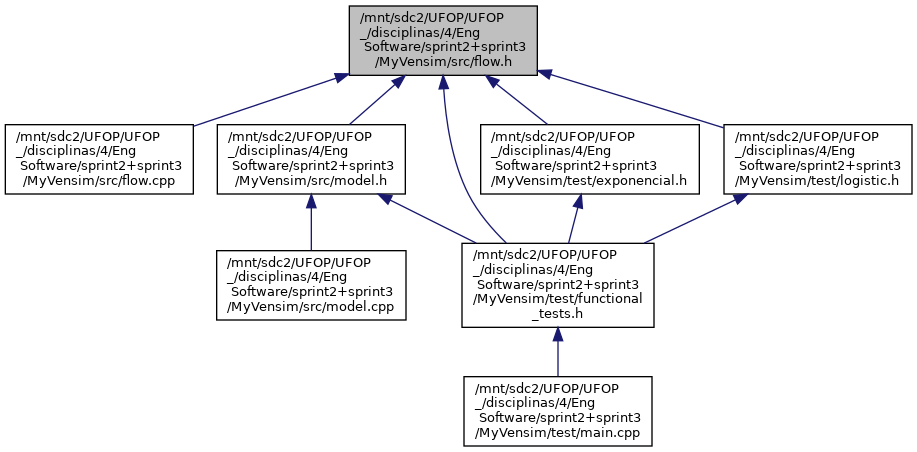 /mnt/sdc2/UFOP/UFOP
_/disciplinas/4/Eng
Software/sprint2+sprint3
/MyVensim/src/flow.h
/mnt/sdc2/UFOP/UFOP
_/disciplinas/4/Eng
Software/sprint2+sprint3
/MyVensim/src/flow.cpp
/mnt/sdc2/UFOP/UFOP
_/disciplinas/4/Eng
Software/sprint2+sprint3
/MyVensim/src/model.h
/mnt/sdc2/UFOP/UFOP
_/disciplinas/4/Eng
Software/sprint2+sprint3
/MyVensim/test/exponencial.h
/mnt/sdc2/UFOP/UFOP
_/disciplinas/4/Eng
Software/sprint2+sprint3
/MyVensim/test/logistic.h
/mnt/sdc2/UFOP/UFOP
_/disciplinas/4/Eng
Software/sprint2+sprint3
/MyVensim/src/model.cpp
/mnt/sdc2/UFOP/UFOP
_/disciplinas/4/Eng
Software/sprint2+sprint3
/MyVensim/test/functional
_tests.h
/mnt/sdc2/UFOP/UFOP
_/disciplinas/4/Eng
Software/sprint2+sprint3
/MyVensim/test/main.cpp